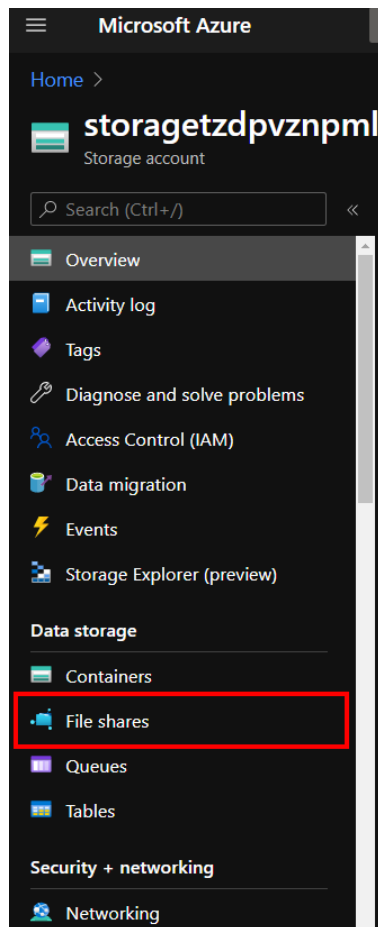 Microsoft Azure
Home >
storagetzdpvznpml
Storage account
Search (Ctrl+/)
«
Overview
Activity log
Tags
Diagnose and solve problems
Access Control (IAM)
Data migration
Events
Storage Explorer (preview)
Data storage
Containers
File shares
Queues
Tables
Security + networking
Networking